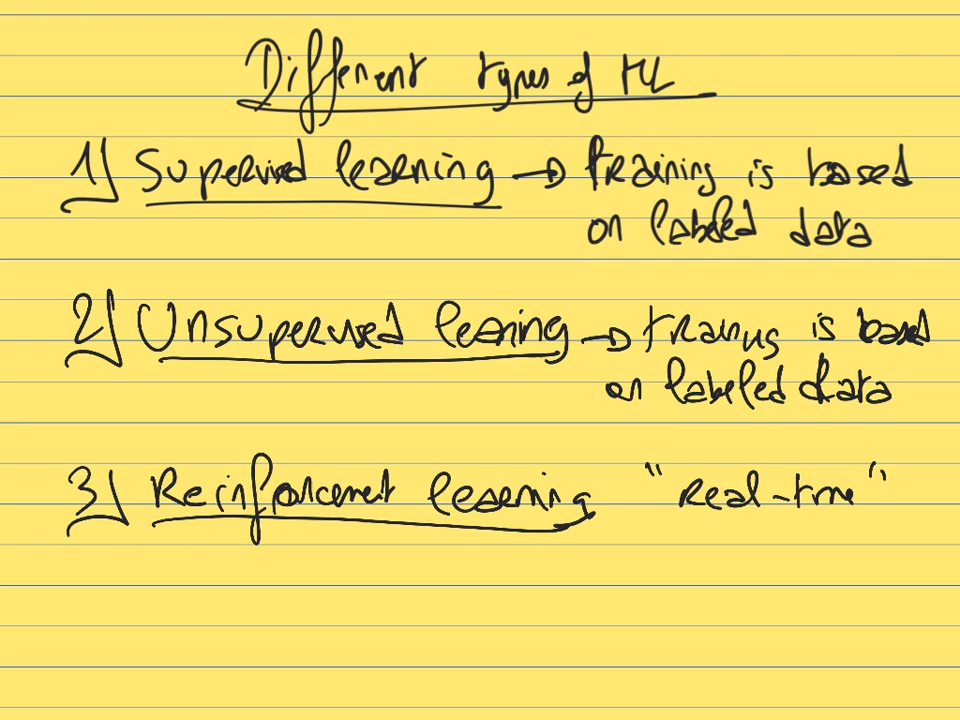 Different types of ML
1) Supervised learning → training is based
on labeled data
2) Unsupervised learning → training is based
on labeled data
3) Reinforcement learning "real-time"